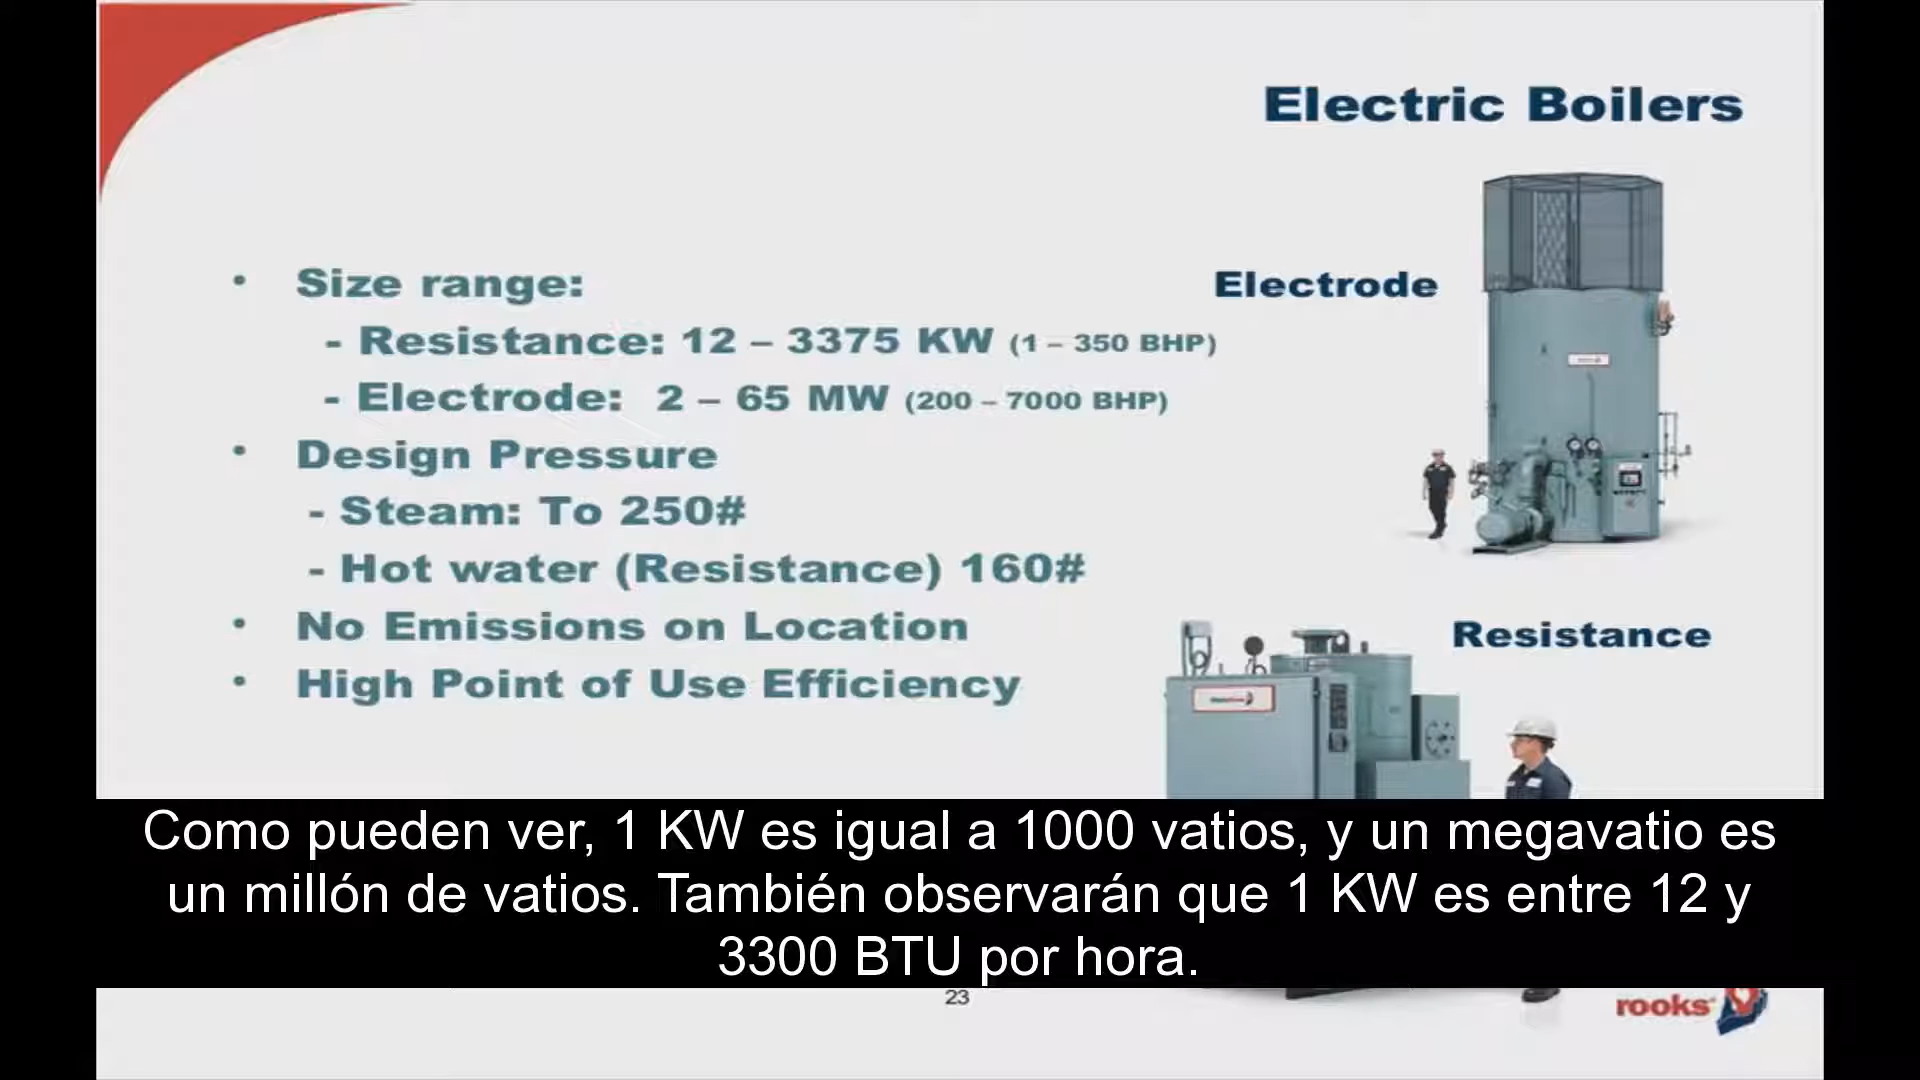 Electric Boilers
• Size range:
- Resistance: 12 – 3375 KW (1 – 350 BHP)
- Electrode: 2 – 65 MW (200 – 7000 BHP)
• Design Pressure
- Steam: To 250#
- Hot water (Resistance) 160#
• No Emissions on Location
• High Point of Use Efficiency
Electrode
Resistance
Como pueden ver, 1 KW es igual a 1000 vatios, y un megavatio es
un millón de vatios. También observarán que 1 KW es entre 12 y
3300 BTU por hora.
23
rooks